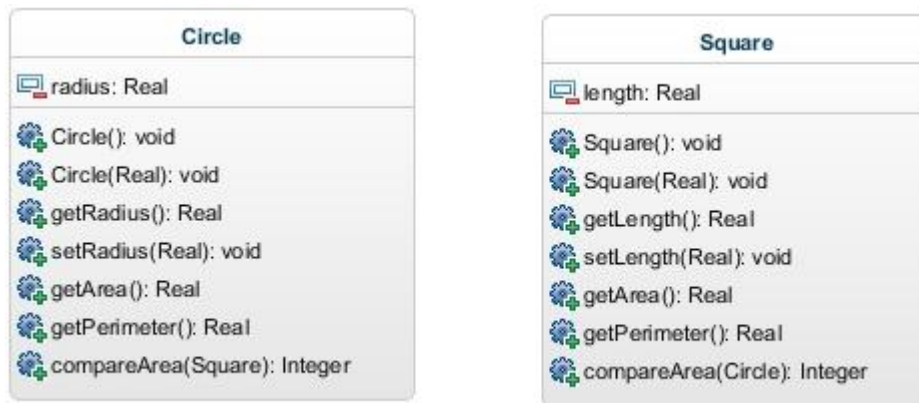 Circle
radius: Real
Circle(): void
Circle(Real): void
getRadius(): Real
setRadius(Real): void
getArea(): Real
getPerimeter(): Real
compareArea(Square): Integer
Square
length: Real
Square(): void
Square(Real): void
getLength(): Real
setLength(Real): void
getArea(): Real
getPerimeter(): Real
compareArea(Circle): Integer